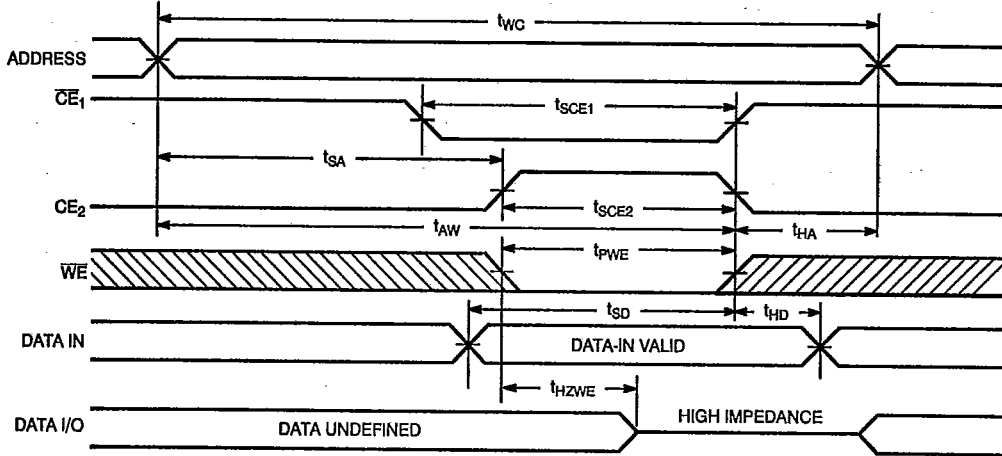 tWC
ADDRESS
CE1
tSCE1
tSA
CE2
tSCE2
tAW
tHA
tPWE
WE
tSD
tHD
DATA IN
DATA-IN VALID
tHZWE
DATA I/O
DATA UNDEFINED
HIGH IMPEDANCE